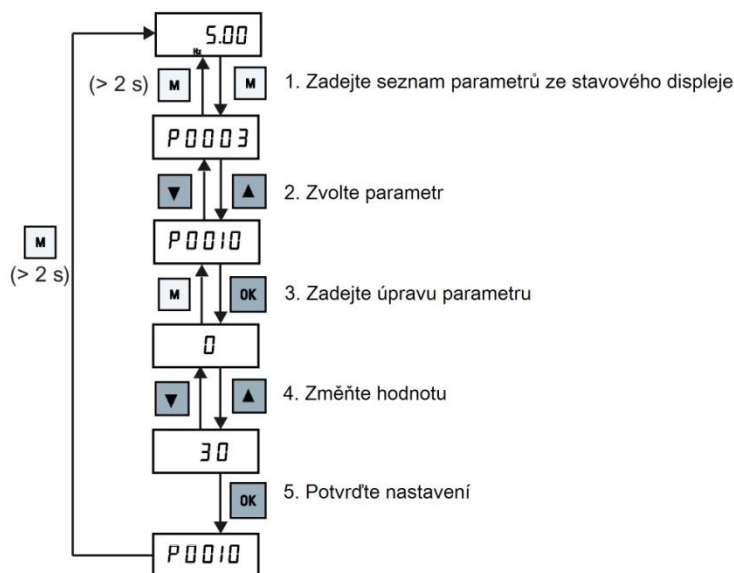 5.00
Hz
(> 2 s) M M 1. Zadejte seznam parametrů ze stavového displeje
P0003
▼ ▲ 2. Zvolte parametr
P0010
M
(> 2 s)
M OK 3. Zadejte úpravu parametru
0
▼ ▲ 4. Změňte hodnotu
30
OK 5. Potvrďte nastavení
P0010